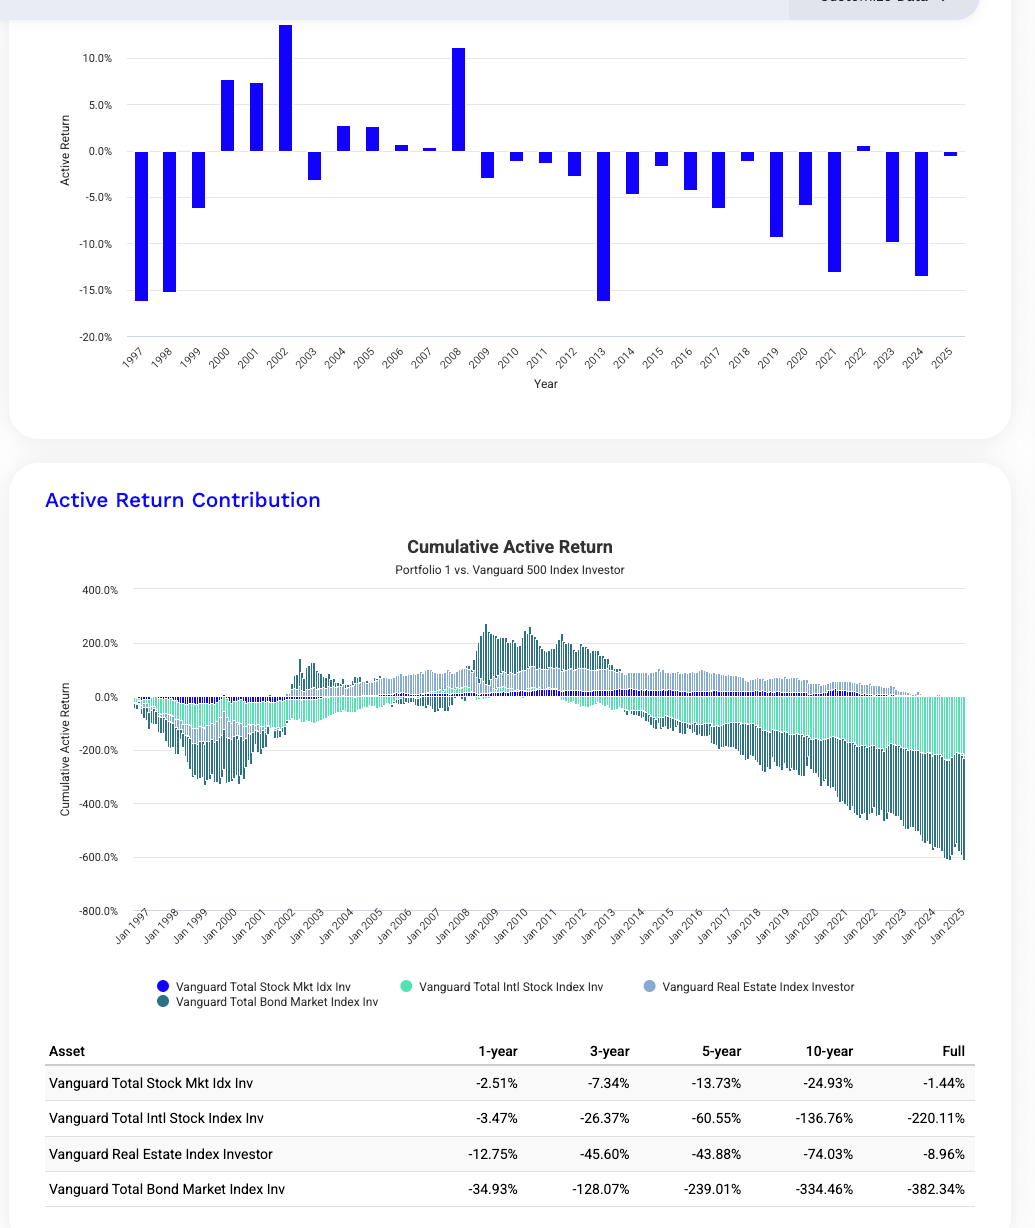 10.0%
5.0%
0.0%
-5.0%
-10.0%
-15.0%
-20.0%
Active Return
1997 1998 1999 2000 2001 2002 2003 2004 2005 2006 2007 2008 2009 2010 2011 2012 2013 2014 2015 2016 2017 2018 2019 2020 2021 2022 2023 2024 2025
Year
Active Return Contribution
Cumulative Active Return
Portfolio 1 vs. Vanguard 500 Index Investor
400.0%
200.0%
0.0%
-200.0%
-400.0%
-600.0%
-800.0%
Cumulative Active Return
Jan 1997 Jan 1998 Jan 1999 Jan 2000 Jan 2001 Jan 2002 Jan 2003 Jan 2004 Jan 2005 Jan 2006 Jan 2007 Jan 2008 Jan 2009 Jan 2010 Jan 2011 Jan 2012 Jan 2013 Jan 2014 Jan 2015 Jan 2016 Jan 2017 Jan 2018 Jan 2019 Jan 2020 Jan 2021 Jan 2022 Jan 2023 Jan 2024 Jan 2025
Vanguard Total Stock Mkt Idx Inv Vanguard Total Intl Stock Index Inv Vanguard Real Estate Index Investor
Vanguard Total Bond Market Index Inv
Asset 1-year 3-year 5-year 10-year Full
Vanguard Total Stock Mkt Idx Inv -2.51% -7.34% -13.73% -24.93% -1.44%
Vanguard Total Intl Stock Index Inv -3.47% -26.37% -60.55% -136.76% -220.11%
Vanguard Real Estate Index Investor -12.75% -45.60% -43.88% -74.03% -8.96%
Vanguard Total Bond Market Index Inv -34.93% -128.07% -239.01% -334.46% -382.34%